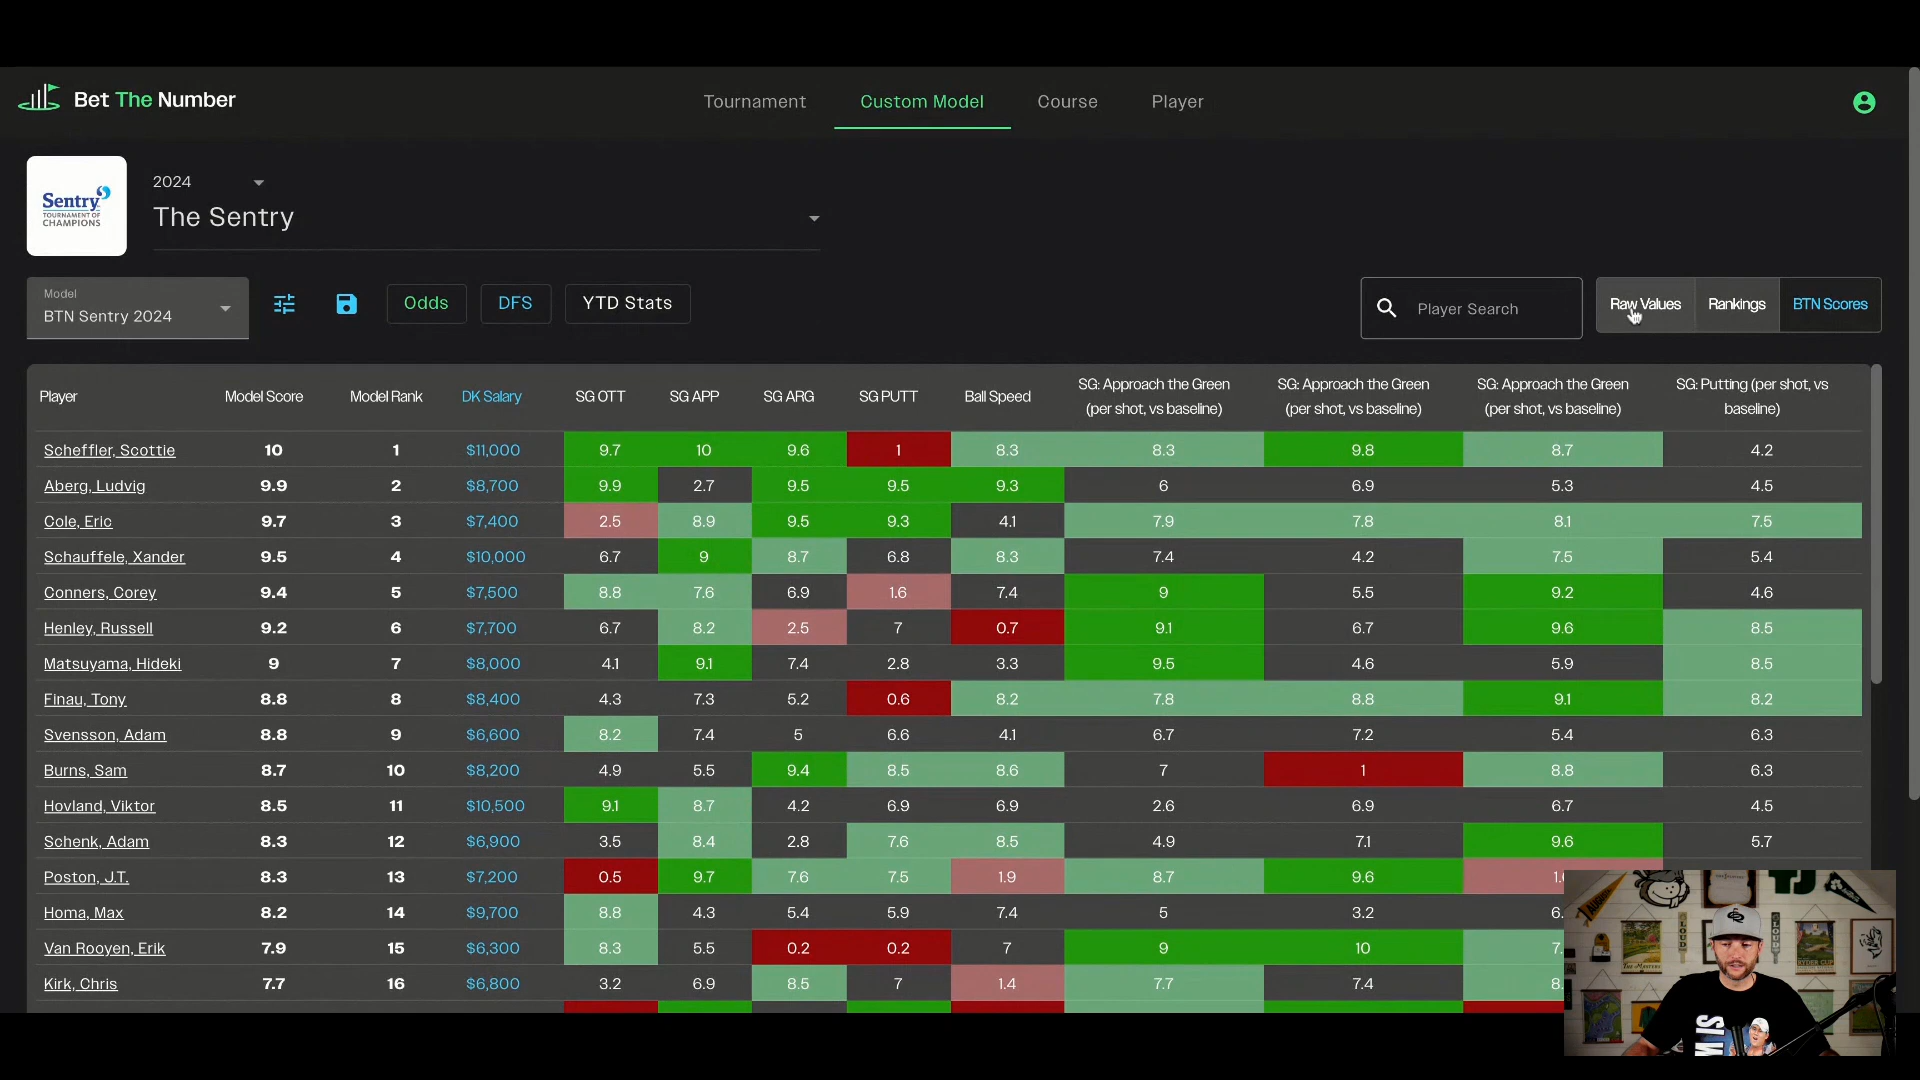 Bet The Number
Tournament
Custom Model
Course
Player
Sentry
TOURNAMENT OF
CHAMPIONS
2024
The Sentry
Model
BTN Sentry 2024
Odds
DFS
YTD Stats
Player Search
Raw Values
Rankings
BTN Scores
Player Model Score Model Rank DK Salary SG OTT SG APP SG ARG SG PUTT Ball Speed SG: Approach the Green (per shot, vs baseline) SG: Approach the Green (per shot, vs baseline) SG: Approach the Green (per shot, vs baseline) SG: Putting (per shot, vs baseline)
Scheffler, Scottie 10 1 $11,000 9.7 10 9.6 1 8.3 8.3 9.8 8.7 4.2
Aberg, Ludvig 9.9 2 $8,700 9.9 2.7 9.5 9.5 9.3 6 6.9 5.3 4.5
Cole, Eric 9.7 3 $7,400 2.5 8.9 9.5 9.3 4.1 7.9 7.8 8.1 7.5
Schauffele, Xander 9.5 4 $10,000 6.7 9 8.7 6.8 8.3 7.4 4.2 7.5 5.4
Conners, Corey 9.4 5 $7,500 8.8 7.6 6.9 1.6 7.4 9 5.5 9.2 4.6
Henley, Russell 9.2 6 $7,700 6.7 8.2 2.5 7 0.7 9.1 6.7 9.6 8.5
Matsuyama, Hideki 9 7 $8,000 4.1 9.1 7.4 2.8 3.3 9.5 4.6 5.9 8.5
Finau, Tony 8.8 8 $8,400 4.3 7.3 5.2 0.6 8.2 7.8 8.8 9.1 8.2
Svensson, Adam 8.8 9 $6,600 8.2 7.4 5 6.6 4.1 6.7 7.2 5.4 6.3
Burns, Sam 8.7 10 $8,200 4.9 5.5 9.4 8.5 8.6 7 1 8.8 6.3
Hovland, Viktor 8.5 11 $10,500 9.1 8.7 4.2 6.9 6.9 2.6 6.9 6.7 4.5
Schenk, Adam 8.3 12 $6,900 3.5 8.4 2.8 7.6 8.5 4.9 7.1 9.6 5.7
Poston, J.T. 8.3 13 $7,200 0.5 9.7 7.6 7.5 1.9 8.7 9.6 1.
Homa, Max 8.2 14 $9,700 8.8 4.3 5.4 5.9 7.4 5 3.2 6.
Van Rooyen, Erik 7.9 15 $6,300 8.3 5.5 0.2 0.2 7 9 10 7.
Kirk, Chris 7.7 16 $6,800 3.2 6.9 8.5 7 1.4 7.7 7.4 8.